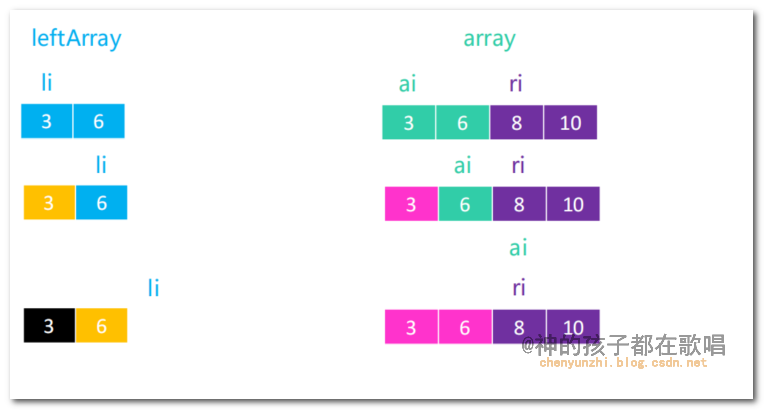 leftArray array
li ai ri
3 6 3 6 8 10
li ai ri
3 6 3 6 8 10
ai
li ri
3 6 3 6 8 10
@神的孩子都在歌唱
chenyunzhi.blog.csdn.net